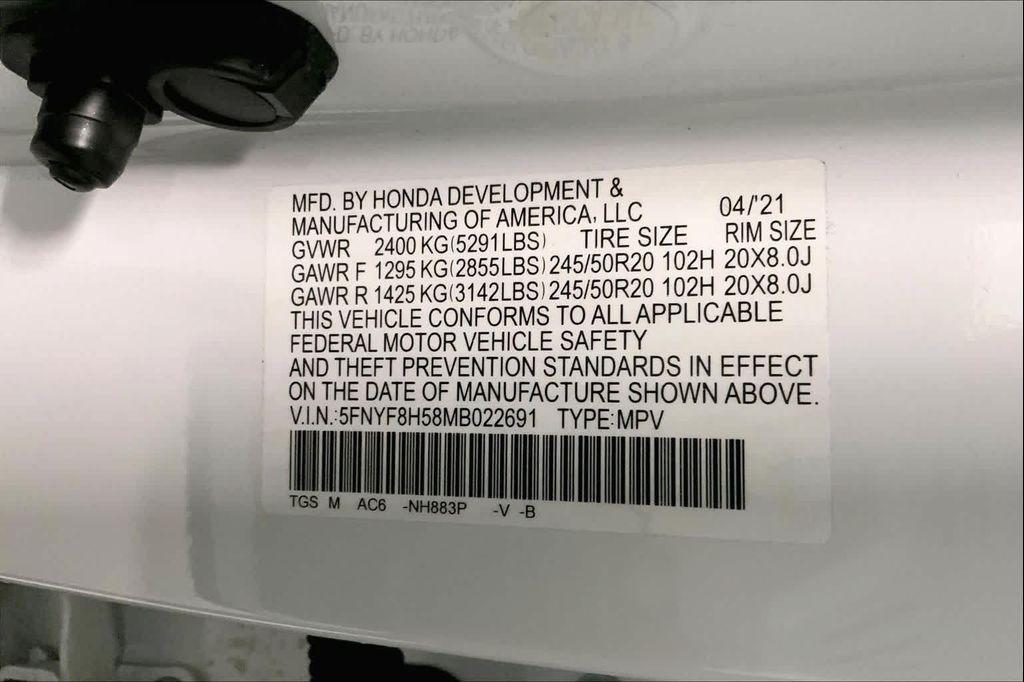 MFD. BY HONDA DEVELOPMENT &
MANUFACTURING OF AMERICA, LLC 04/'21
GVWR 2400 KG(5291LBS) TIRE SIZE RIM SIZE
GAWR F 1295 KG(2855LBS) 245/50R20 102H 20X8.0J
GAWR R 1425 KG(3142LBS) 245/50R20 102H 20X8.0J
THIS VEHICLE CONFORMS TO ALL APPLICABLE
FEDERAL MOTOR VEHICLE SAFETY
AND THEFT PREVENTION STANDARDS IN EFFECT
ON THE DATE OF MANUFACTURE SHOWN ABOVE.
V.I.N.:5FNYF8H58MB022691 TYPE:MPV
TGS M AC6 -NH883P -V -B